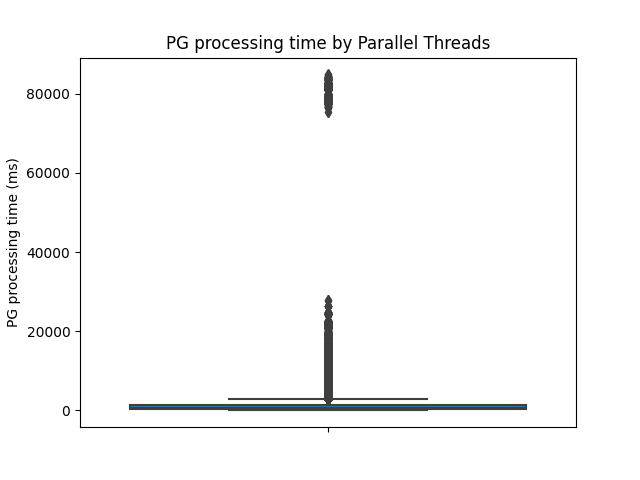 PG processing time by Parallel Threads
PG processing time (ms)
80000
60000
40000
20000
0